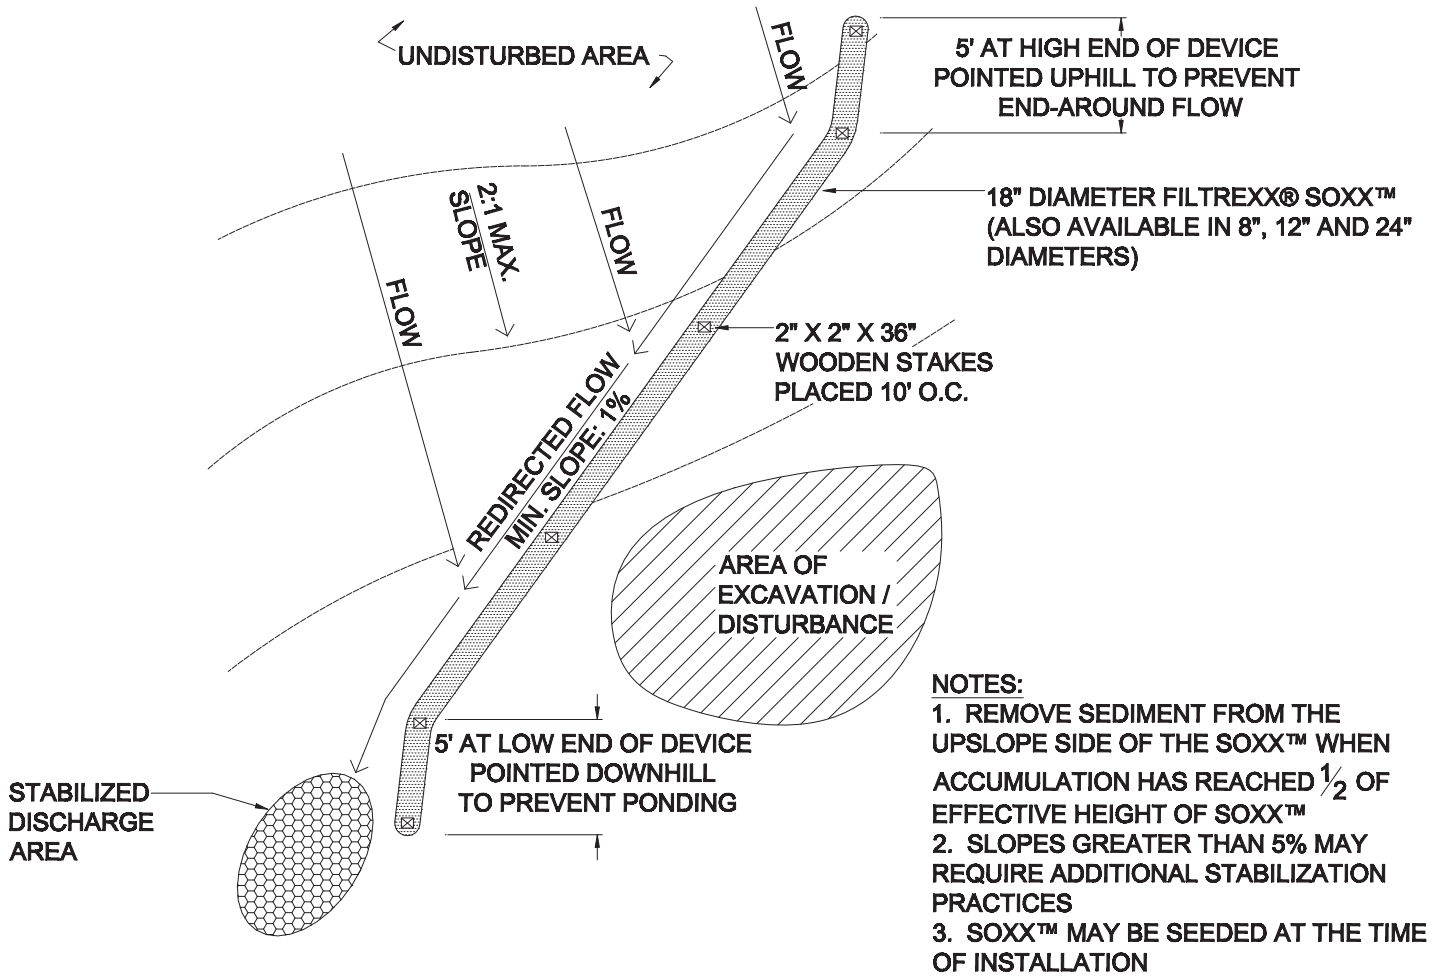 UNDISTURBED AREA
FLOW
5' AT HIGH END OF DEVICE
POINTED UPHILL TO PREVENT
END-AROUND FLOW
2:1 MAX.
SLOPE
FLOW
FLOW
18" DIAMETER FILTREXX® SOXX™
(ALSO AVAILABLE IN 8", 12" AND 24"
DIAMETERS)
2" X 2" X 36"
WOODEN STAKES
PLACED 10' O.C.
REDIRECTED FLOW
MIN. SLOPE: 1%
AREA OF
EXCAVATION /
DISTURBANCE
5' AT LOW END OF DEVICE
POINTED DOWNHILL
TO PREVENT PONDING
STABILIZED
DISCHARGE
AREA
NOTES:
1. REMOVE SEDIMENT FROM THE
UPSLOPE SIDE OF THE SOXX™ WHEN
ACCUMULATION HAS REACHED 1/2 OF
EFFECTIVE HEIGHT OF SOXX™
2. SLOPES GREATER THAN 5% MAY
REQUIRE ADDITIONAL STABILIZATION
PRACTICES
3. SOXX™ MAY BE SEEDED AT THE TIME
OF INSTALLATION